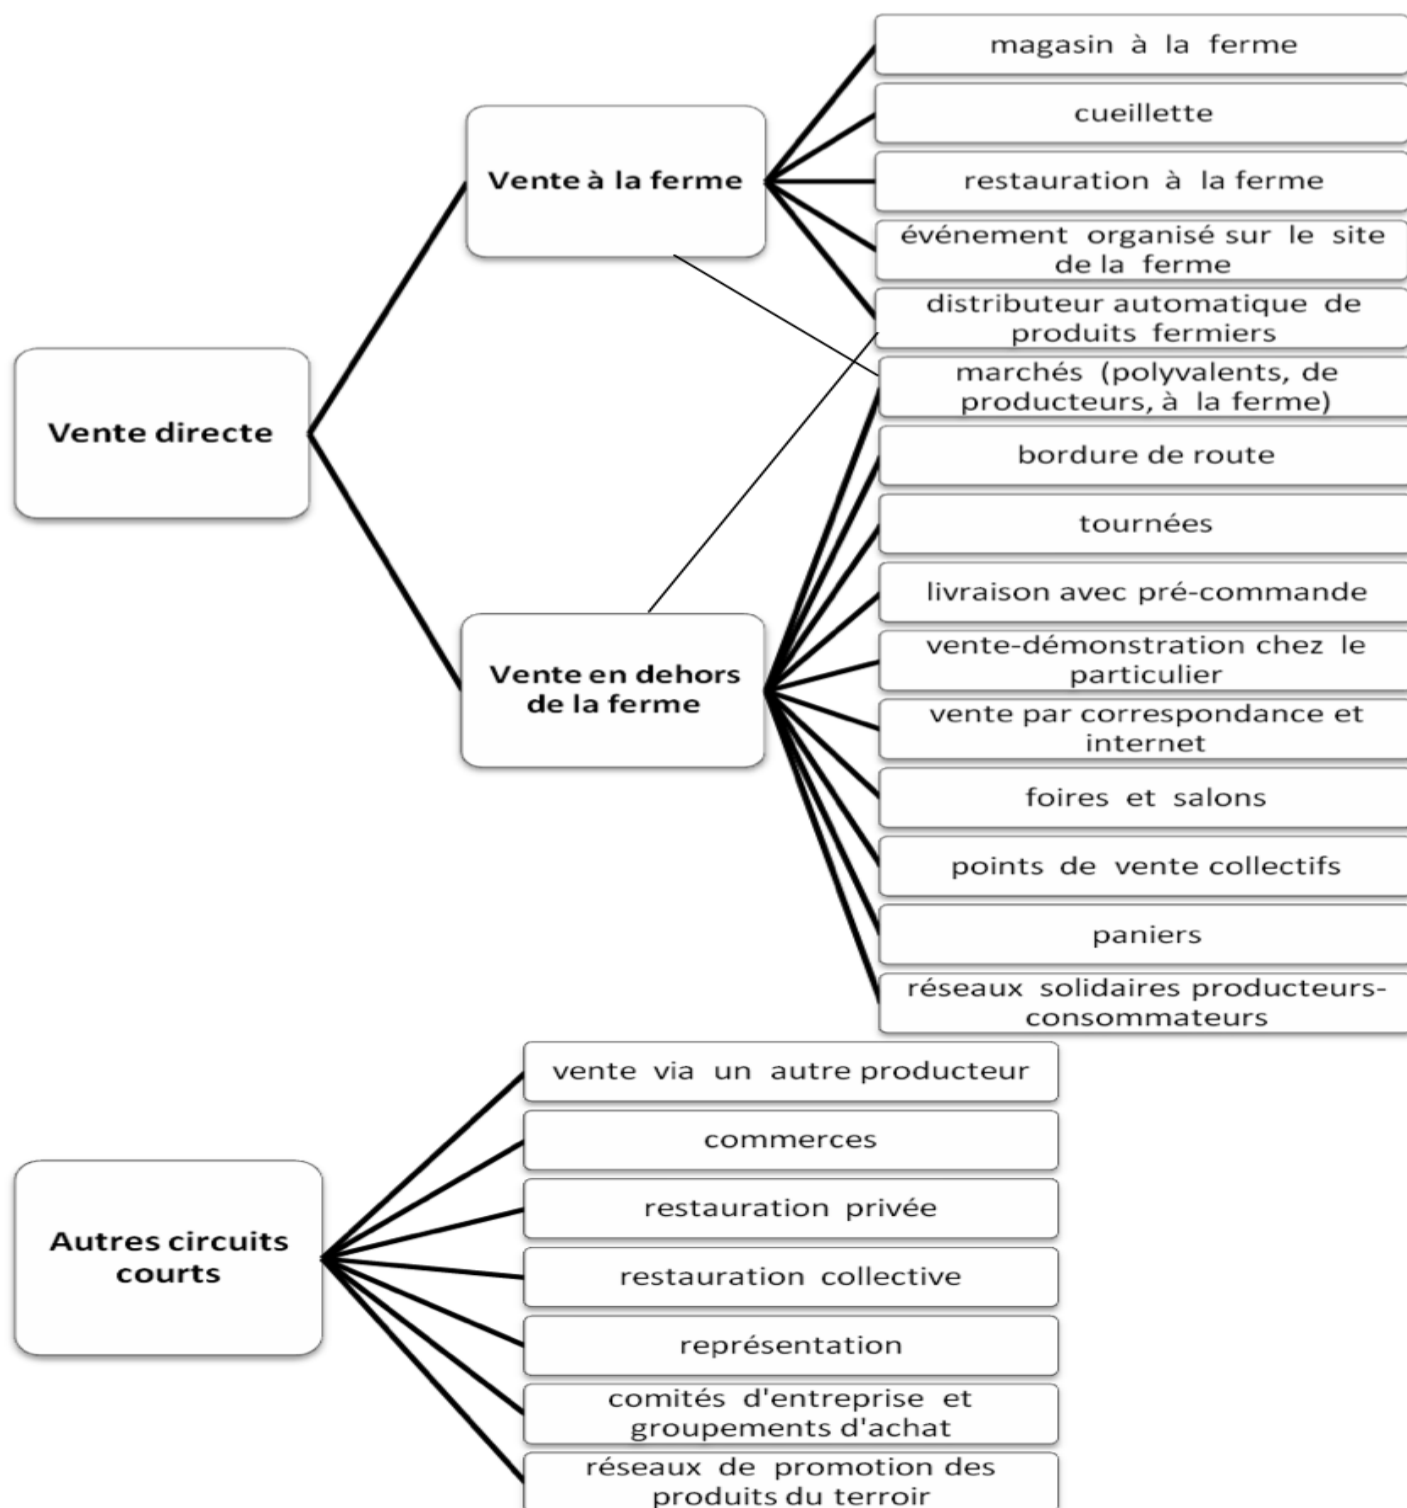 magasin à la ferme
cueillette
Vente à la ferme
restauration à la ferme
événement organisé sur le site
de la ferme
distributeur automatique de
produits fermiers
marchés (polyvalents, de
producteurs, à la ferme)
Vente directe
bordure de route
tournées
livraison avec pré-commande
vente-démonstration chez le
particulier
Vente en dehors
de la ferme
vente par correspondance et
internet
foires et salons
points de vente collectifs
paniers
réseaux solidaires producteurs-
consommateurs
vente via un autre producteur
commerces
restauration privée
Autres circuits
courts
restauration collective
représentation
comités d'entreprise et
groupements d'achat
réseaux de promotion des
produits du terroir